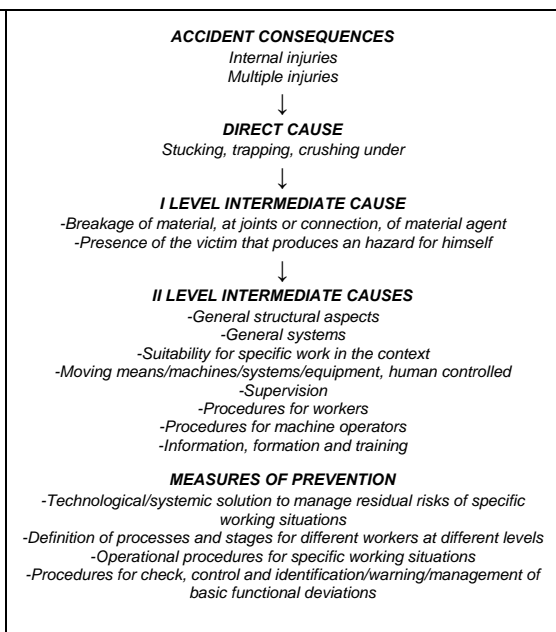 ACCIDENT CONSEQUENCES
Internal injuries
Multiple injuries
↓
DIRECT CAUSE
Stucking, trapping, crushing under
↓
I LEVEL INTERMEDIATE CAUSE
-Breakage of material, at joints or connection, of material agent
-Presence of the victim that produces an hazard for himself
↓
II LEVEL INTERMEDIATE CAUSES
-General structural aspects
-General systems
-Suitability for specific work in the context
-Moving means/machines/systems/equipment, human controlled
-Supervision
-Procedures for workers
-Procedures for machine operators
-Information, formation and training
MEASURES OF PREVENTION
-Technological/systemic solution to manage residual risks of specific
working situations
-Definition of processes and stages for different workers at different levels
-Operational procedures for specific working situations
-Procedures for check, control and identification/warning/management of
basic functional deviations